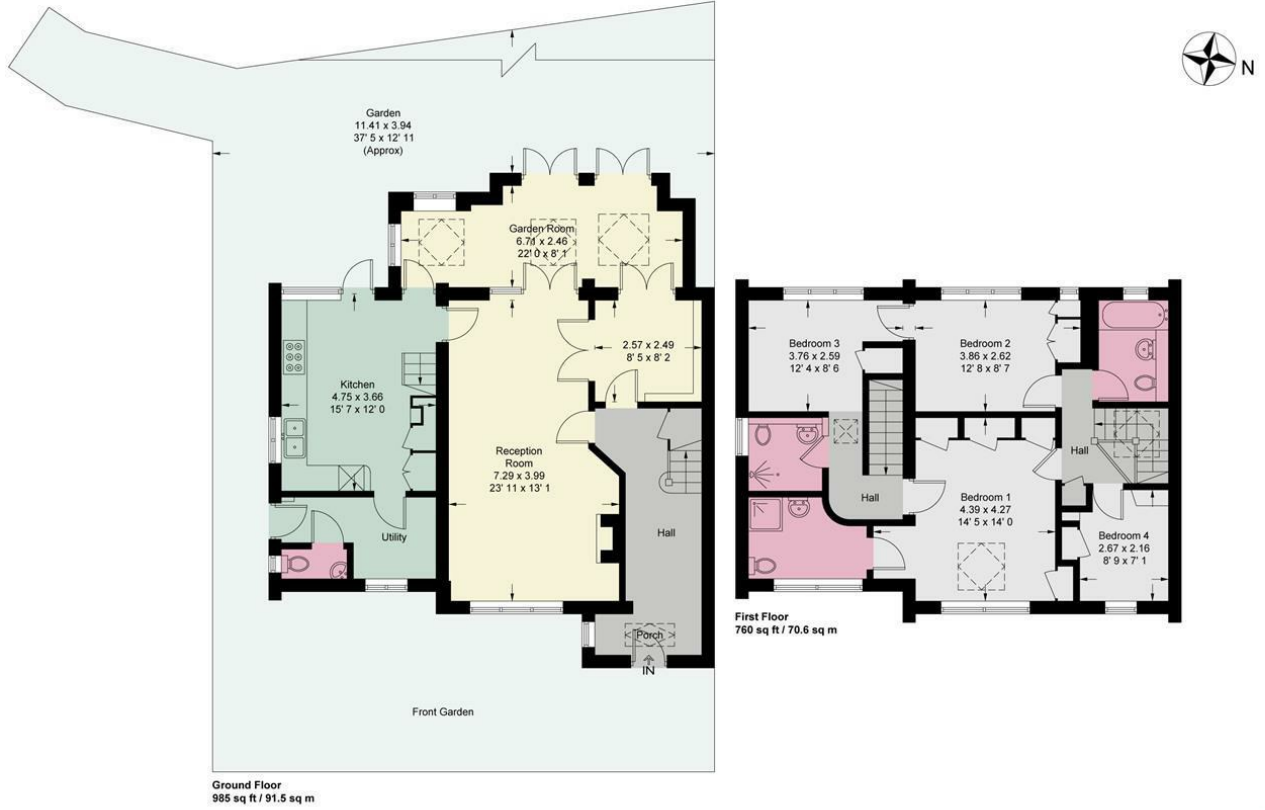 N
Garden
11.41 x 3.94
37' 5 x 12' 11
(Approx)
Garden Room
6.71 x 2.46
22' 0 x 8' 1
2.57 x 2.49
8' 5 x 8' 2
Kitchen
4.75 x 3.66
15' 7 x 12' 0
Reception
Room
7.29 x 3.99
23' 11 x 13' 1
Hall
Utility
Porch
IN
Front Garden
Ground Floor
985 sq ft / 91.5 sq m
Bedroom 3
3.76 x 2.59
12' 4 x 8' 6
Bedroom 2
3.86 x 2.62
12' 8 x 8' 7
Hall
Hall
Bedroom 1
4.39 x 4.27
14' 5 x 14' 0
Bedroom 4
2.67 x 2.16
8' 9 x 7' 1
First Floor
760 sq ft / 70.6 sq m